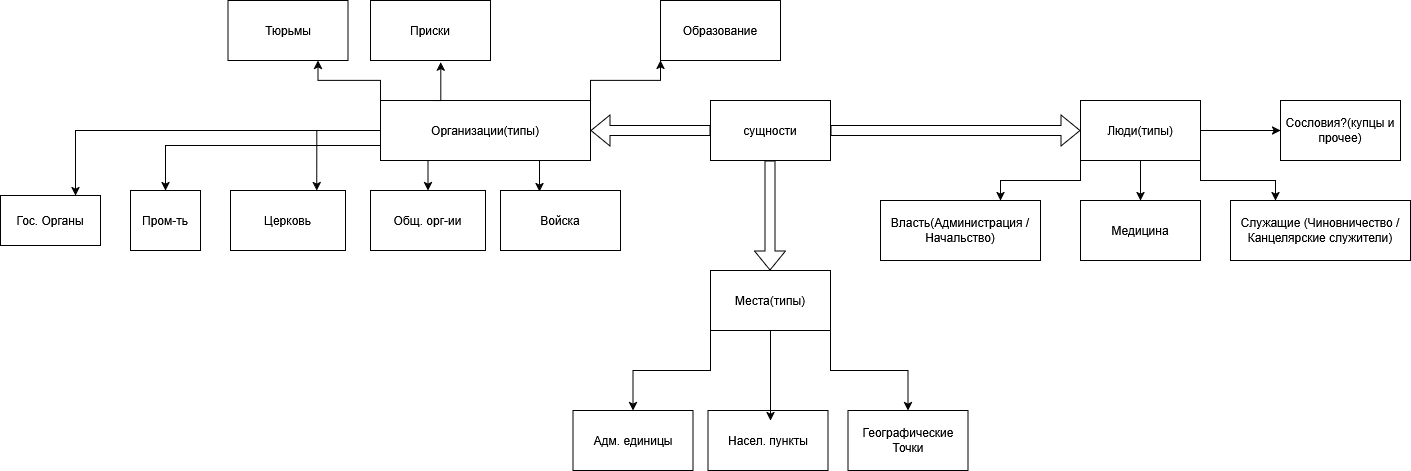 Тюрьмы
Приски
Образование
Организации(типы)
сущности
Люди(типы)
Сословия?(купцы и
прочее)
Гос. Органы
Пром-ть
Церковь
Общ. орг-ии
Войска
Власть(Администрация /
Начальство)
Медицина
Служащие (Чиновничество /
Канцелярские служители)
Места(типы)
Адм. единицы
Насел. пункты
Географические
Точки